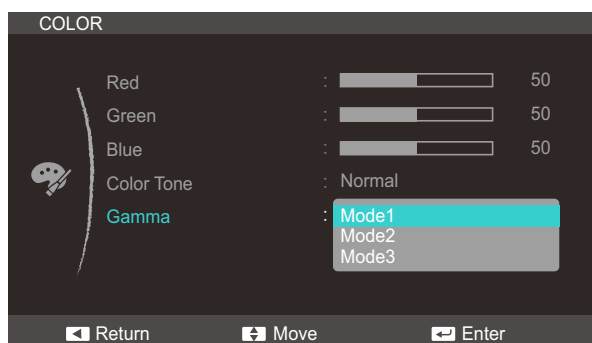 COLOR
Red : 50
Green : 50
Blue : 50
Color Tone : Normal
Gamma : Mode1
Mode2
Mode3
Return Move Enter